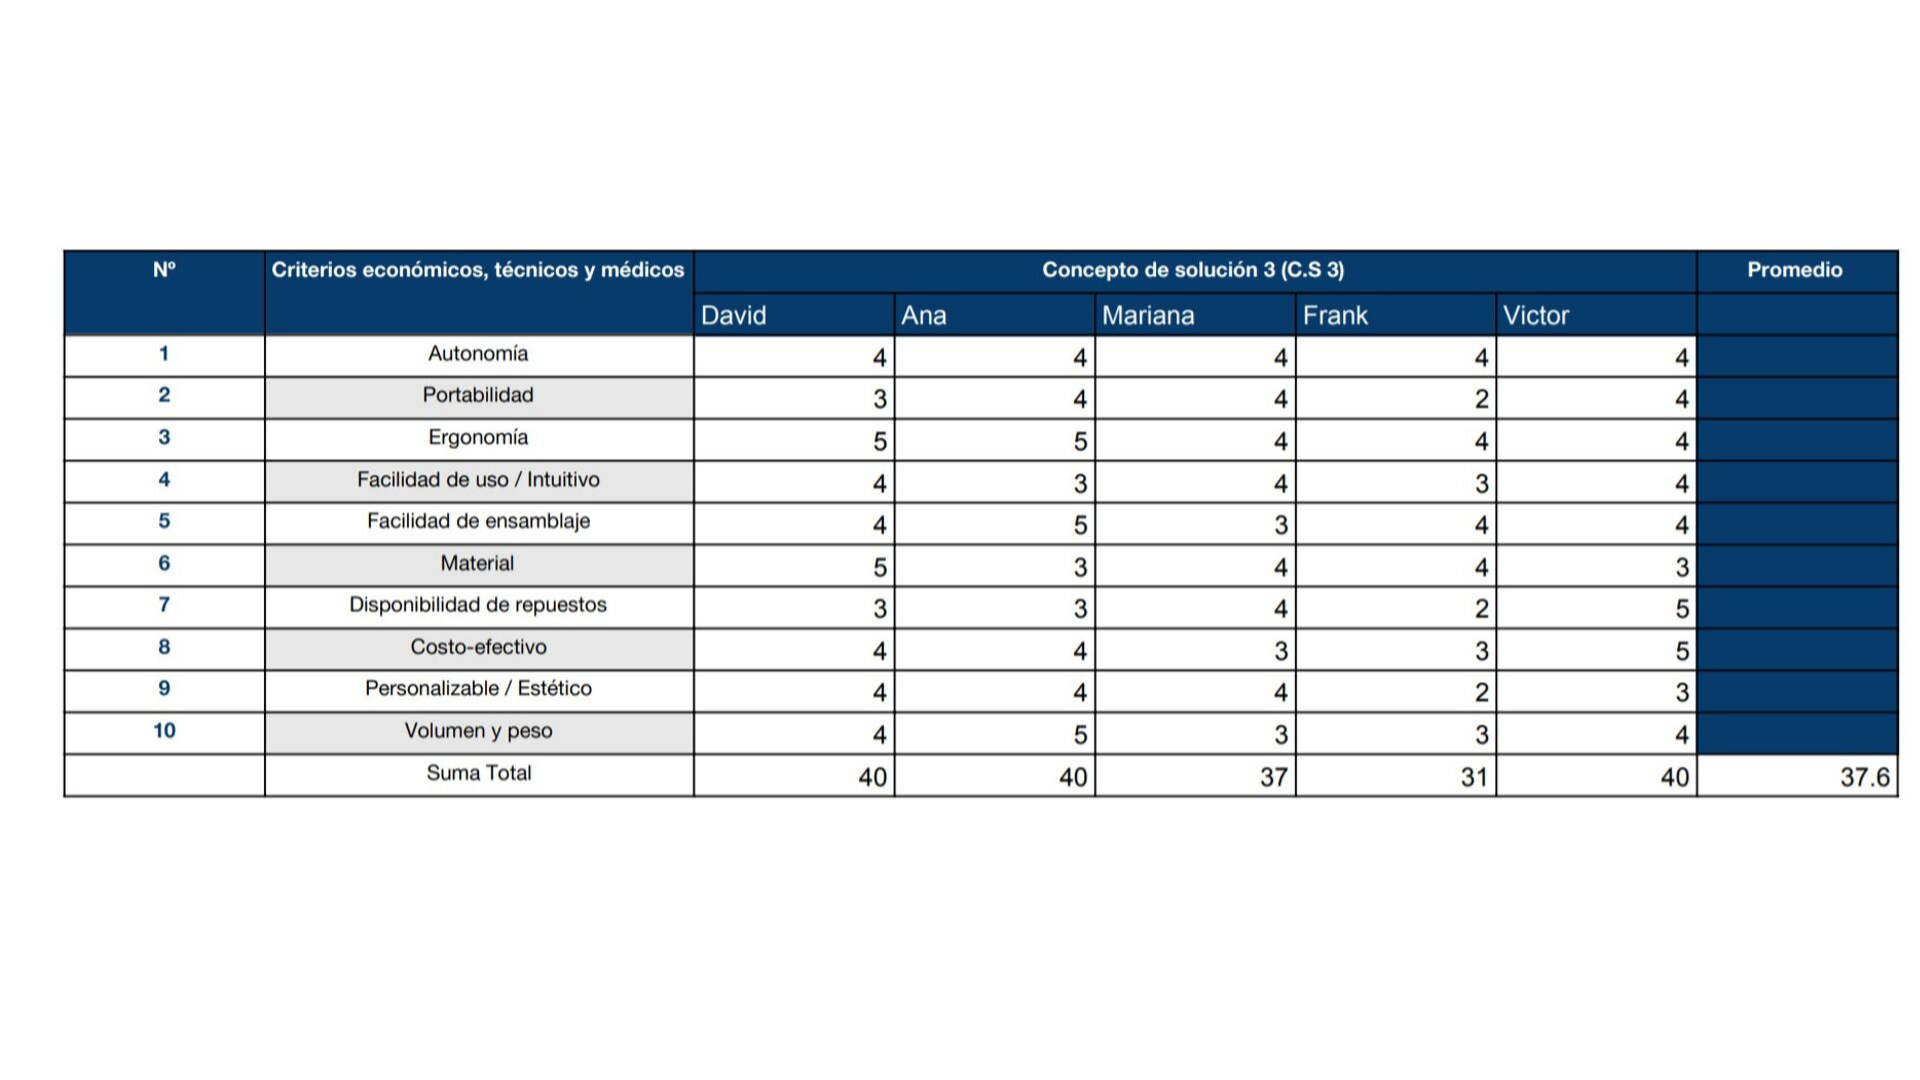 Nº Criterios económicos, técnicos y médicos Concepto de solución 3 (C.S 3) Promedio
David Ana Mariana Frank Victor
1 Autonomía 4 4 4 4 4
2 Portabilidad 3 4 4 2 4
3 Ergonomía 5 5 4 4 4
4 Facilidad de uso / Intuitivo 4 3 4 3 4
5 Facilidad de ensamblaje 4 5 3 4 4
6 Material 5 3 4 4 3
7 Disponibilidad de repuestos 3 3 4 2 5
8 Costo-efectivo 4 4 3 3 5
9 Personalizable / Estético 4 4 4 2 3
10 Volumen y peso 4 5 3 3 4
Suma Total 40 40 37 31 40 37.6